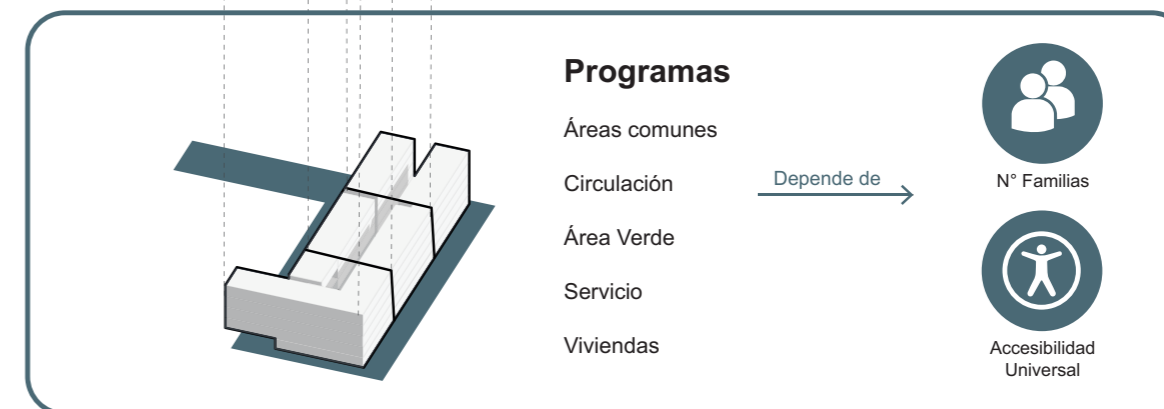 Programas
Áreas comunes
Circulación
Área Verde
Servicio
Viviendas
Depende de
N° Familias
Accesibilidad
Universal